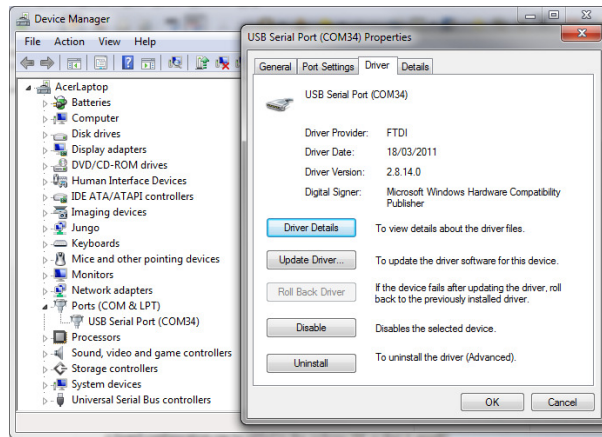 Device Manager
File Action View Help
AcerLaptop
Batteries
Computer
Disk drives
Display adapters
DVD/CD-ROM drives
Human Interface Devices
IDE ATA/ATAPI controllers
Imaging devices
Jungo
Keyboards
Mice and other pointing devices
Monitors
Network adapters
Ports (COM & LPT)
USB Serial Port (COM34)
Processors
Sound, video and game controllers
Storage controllers
System devices
Universal Serial Bus controllers
USB Serial Port (COM34) Properties
General Port Settings Driver Details
USB Serial Port (COM34)
Driver Provider: FTDI
Driver Date: 18/03/2011
Driver Version: 2.8.14.0
Digital Signer: Microsoft Windows Hardware Compatibility
Publisher
Driver Details To view details about the driver files.
Update Driver... To update the driver software for this device.
Roll Back Driver If the device fails after updating the driver, roll
back to the previously installed driver.
Disable Disables the selected device.
Uninstall To uninstall the driver (Advanced).
OK Cancel